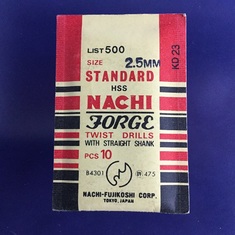 LIST 500
SIZE 2.5MM
KD 23
STANDARD
HSS
NACHI
FORGE
TWIST DRILLS
WITH STRAIGHT SHANK
PCS 10
B4301
475
NACHI-FUJIKOSHI CORP.
TOKYO, JAPAN